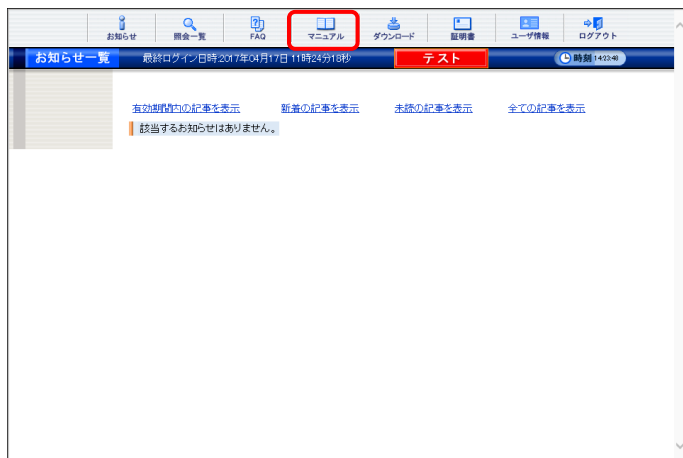 お知らせ 照会一覧 FAQ マニュアル ダウンロード 証明書 ユーザ情報 ログアウト
お知らせ一覧 最終ログイン日時:2017年04月17日 11時24分18秒 テスト 時刻 14:23:48
有効期間内の記事を表示 新着の記事を表示 未読の記事を表示 全ての記事を表示
該当するお知らせはありません。